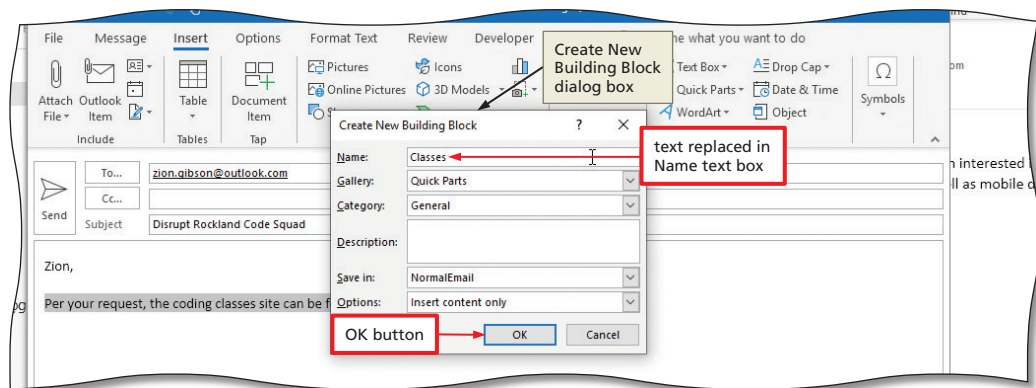 File Message Insert Options Format Text Review Developer
what you want to do
Pictures Icons Text Box Drop Cap
Online Pictures 3D Models Quick Parts Date & Time
WordArt Object
Attach File Outlook Item Table Document Item Symbols
Include Tables Tap
Create New Building Block dialog box
Create New Building Block ? ×
Name: Classes
text replaced in Name text box
Gallery: Quick Parts
Category: General
Description:
Save in: NormalEmail
Options: Insert content only
OK button
OK Cancel
Send
To... zion.gibson@outlook.com
Cc...
Subject Disrupt Rockland Code Squad
Zion,
Per your request, the coding classes site can be
interested
as mobile